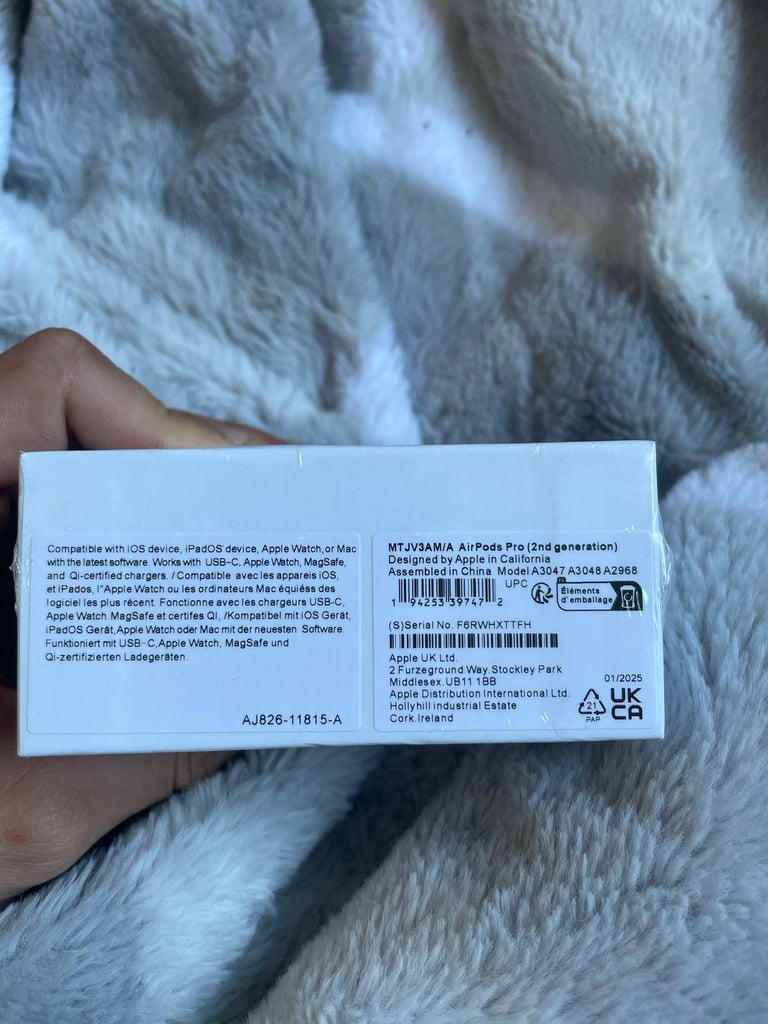 Compatible with iOS device, iPadOS device, Apple Watch,or Mac
with the latest software. Works with USB-C, Apple Watch, MagSafe,
and Qi-certified chargers. / Compatible avec les appareils iOS,
et iPados, l"Apple Watch ou les ordinateurs Mac équiéss des
logiciel les plus récent. Fonctionne avec les chargeurs USB-C,
Apple Watch.MagSafe et certifes QI, /Kompatibel mit iOS Gerät,
iPadOS Gerät,Apple Watch oder Mac mit der neuesten Software.
Funktioniert mit USB-C,Apple Watch, MagSafe und
Qi-zertifizierten Ladegeräten.
AJ826-11815-A
MTJV3AM/A AirPods Pro (2nd generation)
Designed by Apple in California
Assembled in China Model A3047 A3048 A2968
UPC
1 94253 39747 2
Éléments
d'emballage
(S)Serial No. F6RWHXTTFH
Apple UK Ltd.
2 Furzeground Way.Stockley Park
Middlesex.UB11 1BB
Apple Distribution International Ltd.
Hollyhill industrial Estate
Cork.Ireland
01/2025
21
PAP
UK
CA